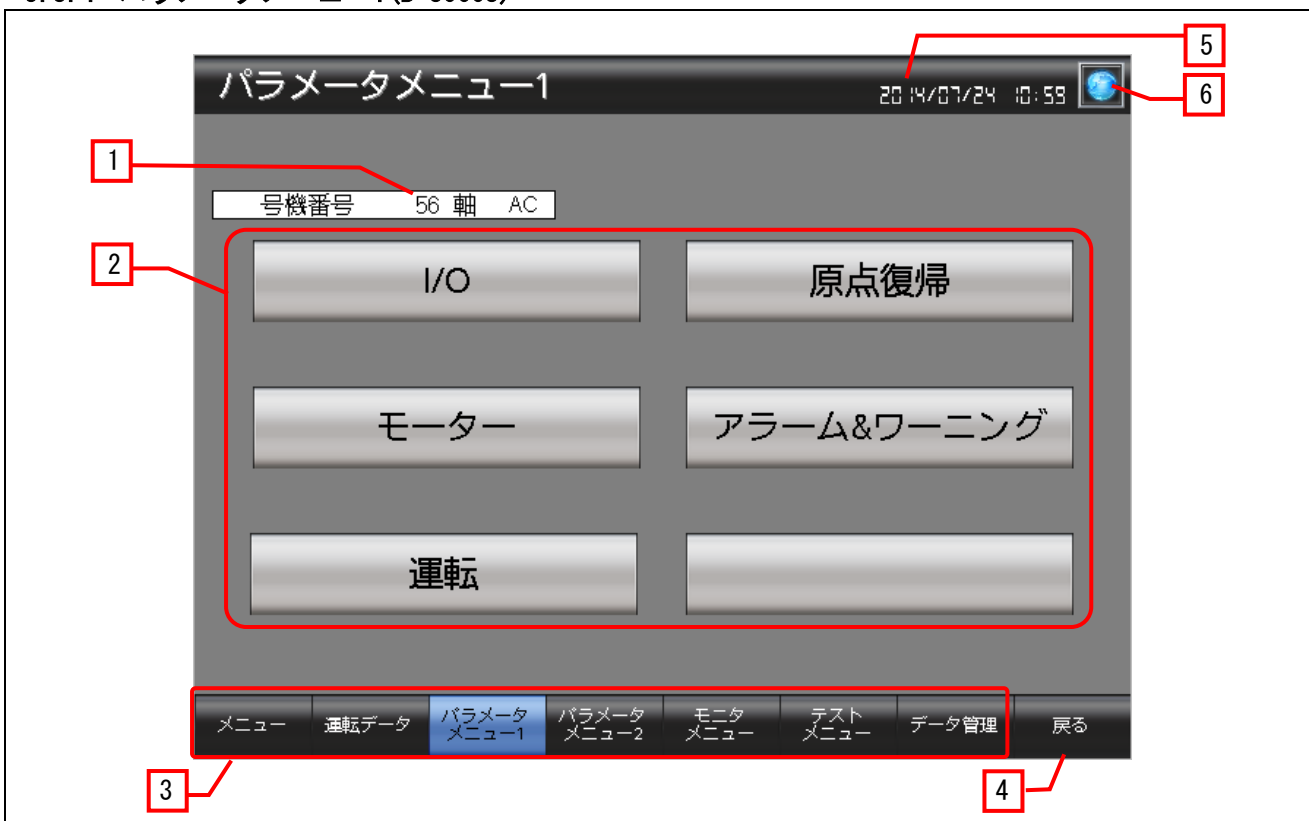 パラメータメニュー1
2014/07/24 10:59
5
6
1
号機番号 56 軸 AC
2
I/O
原点復帰
モーター
アラーム&ワーニング
運転
メニュー
運転データ
パラメータ
メニュー1
パラメータ
メニュー2
モニタ
メニュー
テスト
メニュー
データ管理
戻る
3
4